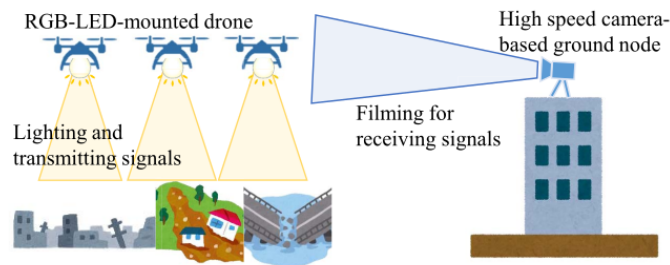 RGB-LED-mounted drone
High speed camera-
based ground node
Lighting and
transmitting signals
Filming for
receiving signals